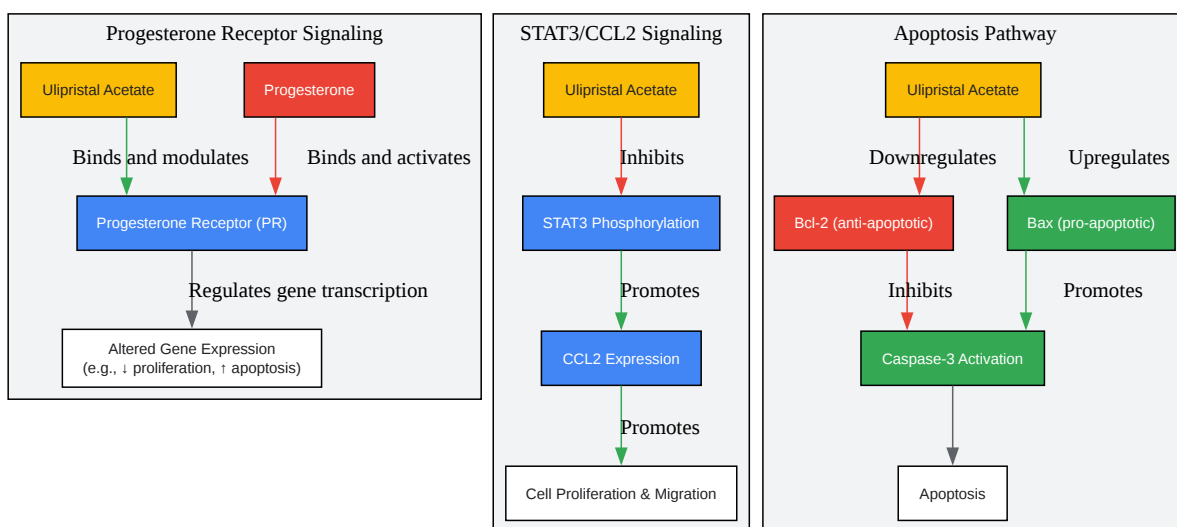 Progesterone Receptor Signaling
Ulipristal Acetate
Progesterone
Binds and modulates
Binds and activates
Progesterone Receptor (PR)
Regulates gene transcription
Altered Gene Expression
(e.g., ↓ proliferation, ↑ apoptosis)
STAT3/CCL2 Signaling
Ulipristal Acetate
Inhibits
STAT3 Phosphorylation
Promotes
CCL2 Expression
Promotes
Cell Proliferation & Migration
Apoptosis Pathway
Ulipristal Acetate
Downregulates
Upregulates
Bcl-2 (anti-apoptotic)
Bax (pro-apoptotic)
Inhibits
Promotes
Caspase-3 Activation
Apoptosis